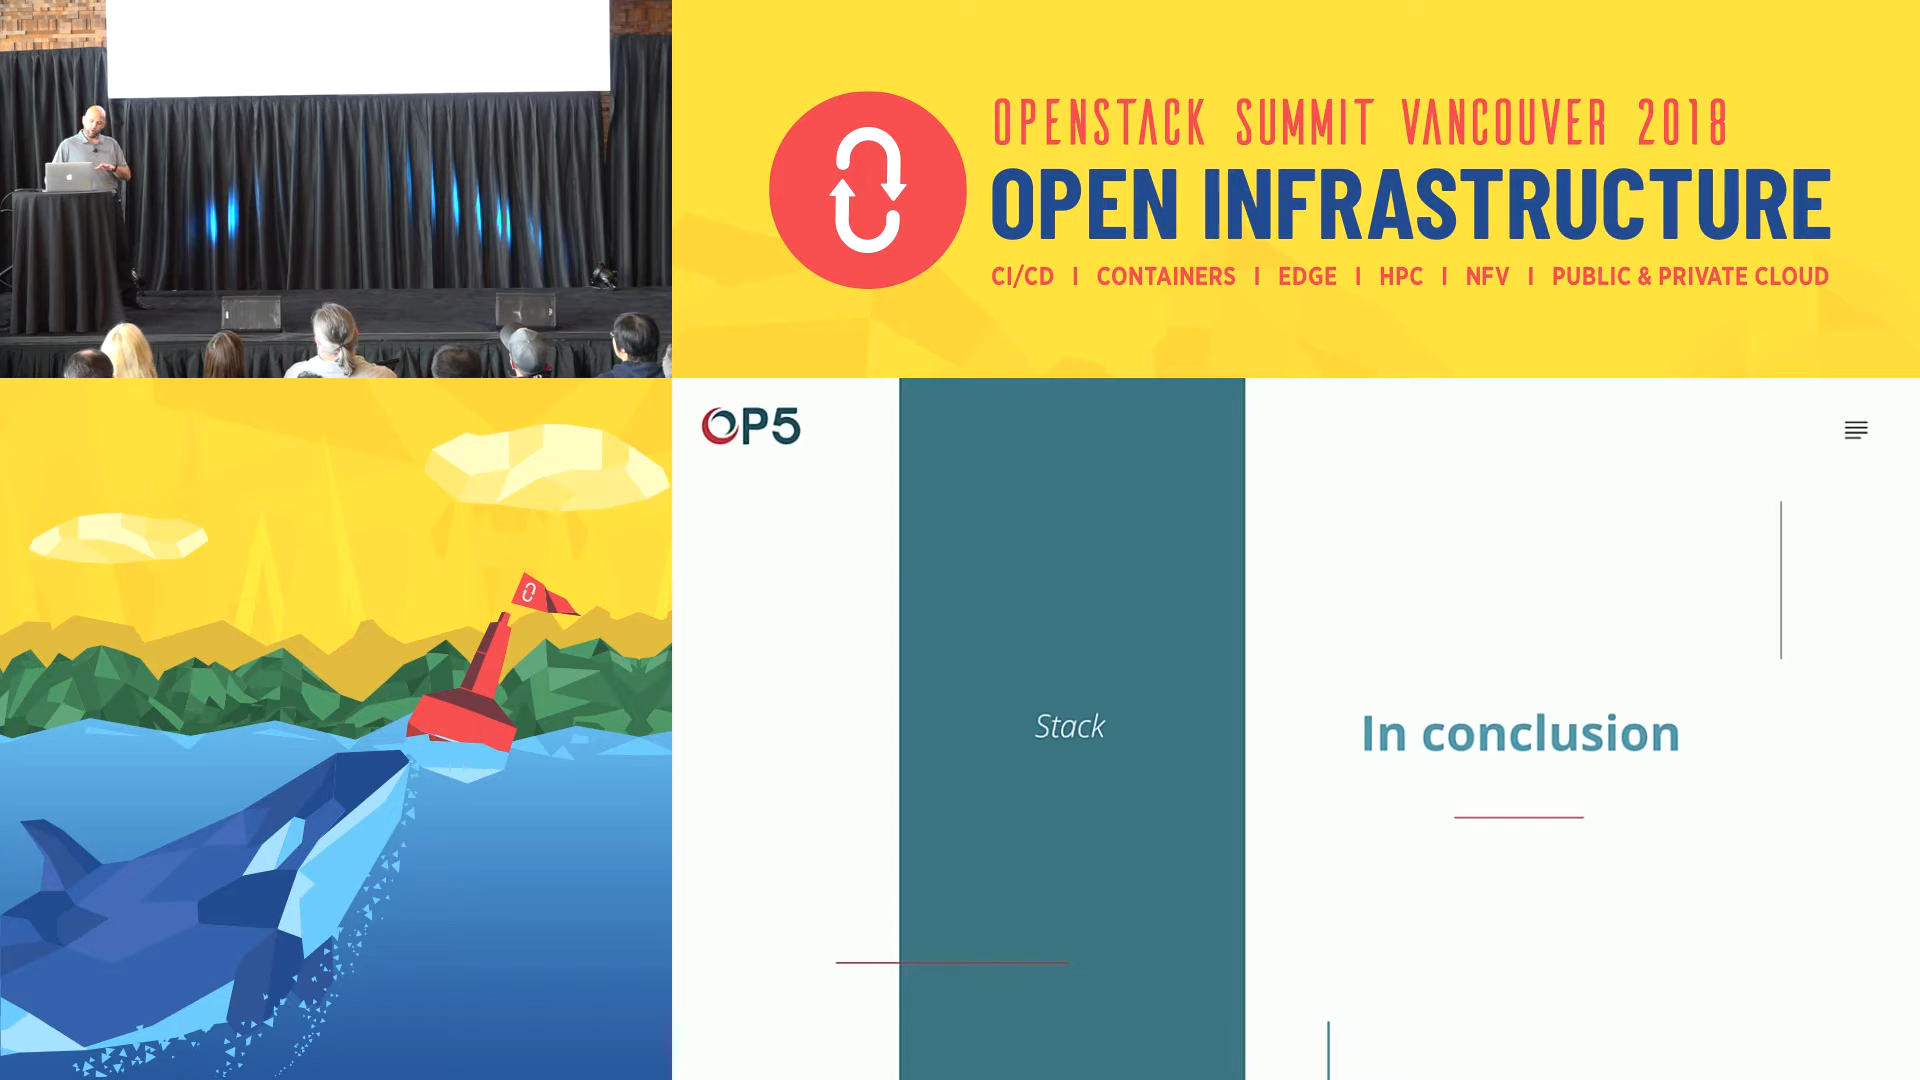 OPENSTACK SUMMIT VANCOUVER 2018
OPEN INFRASTRUCTURE
CI/CD | CONTAINERS | EDGE | HPC | NFV | PUBLIC & PRIVATE CLOUD
OP5
Stack
In conclusion